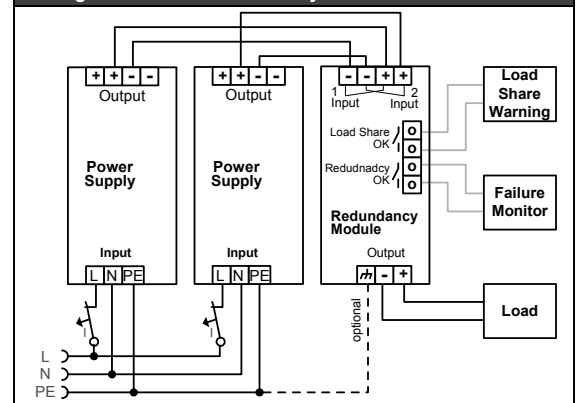 + + - -
Output
+ + - -
Output
- - + +
1 2
Input Input
Load Share
OK
Redudnadcy
OK
o
o
o
o
Load
Share
Warning
Failure
Monitor
Power
Supply
Power
Supply
Redundancy
Module
Input
L N PE
Input
L N PE
Output
- +
optional
Load
I
I
L
N
PE